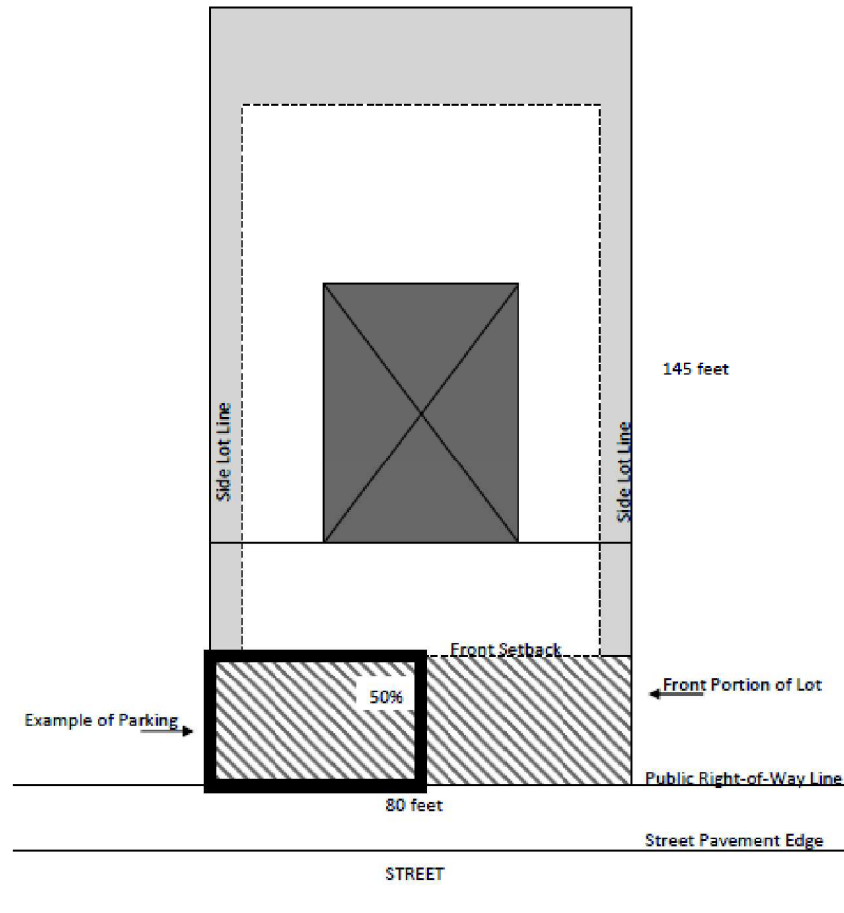 145 feet
Side Lot Line
Side Lot Line
Front Setback
Front Portion of Lot
50%
Example of Parking
Public Right-of-Way Line
80 feet
Street Pavement Edge
STREET